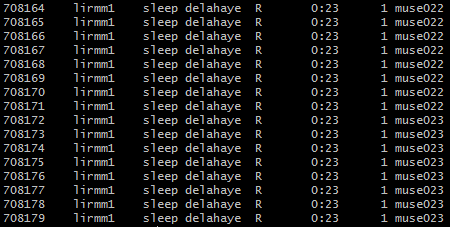 708164 lirmm1 sleep delahaye R 0:23 1 muse022
708165 lirmm1 sleep delahaye R 0:23 1 muse022
708166 lirmm1 sleep delahaye R 0:23 1 muse022
708167 lirmm1 sleep delahaye R 0:23 1 muse022
708168 lirmm1 sleep delahaye R 0:23 1 muse022
708169 lirmm1 sleep delahaye R 0:23 1 muse022
708170 lirmm1 sleep delahaye R 0:23 1 muse022
708171 lirmm1 sleep delahaye R 0:23 1 muse022
708172 lirmm1 sleep delahaye R 0:23 1 muse023
708173 lirmm1 sleep delahaye R 0:23 1 muse023
708174 lirmm1 sleep delahaye R 0:23 1 muse023
708175 lirmm1 sleep delahaye R 0:23 1 muse023
708176 lirmm1 sleep delahaye R 0:23 1 muse023
708177 lirmm1 sleep delahaye R 0:23 1 muse023
708178 lirmm1 sleep delahaye R 0:23 1 muse023
708179 lirmm1 sleep delahaye R 0:23 1 muse023